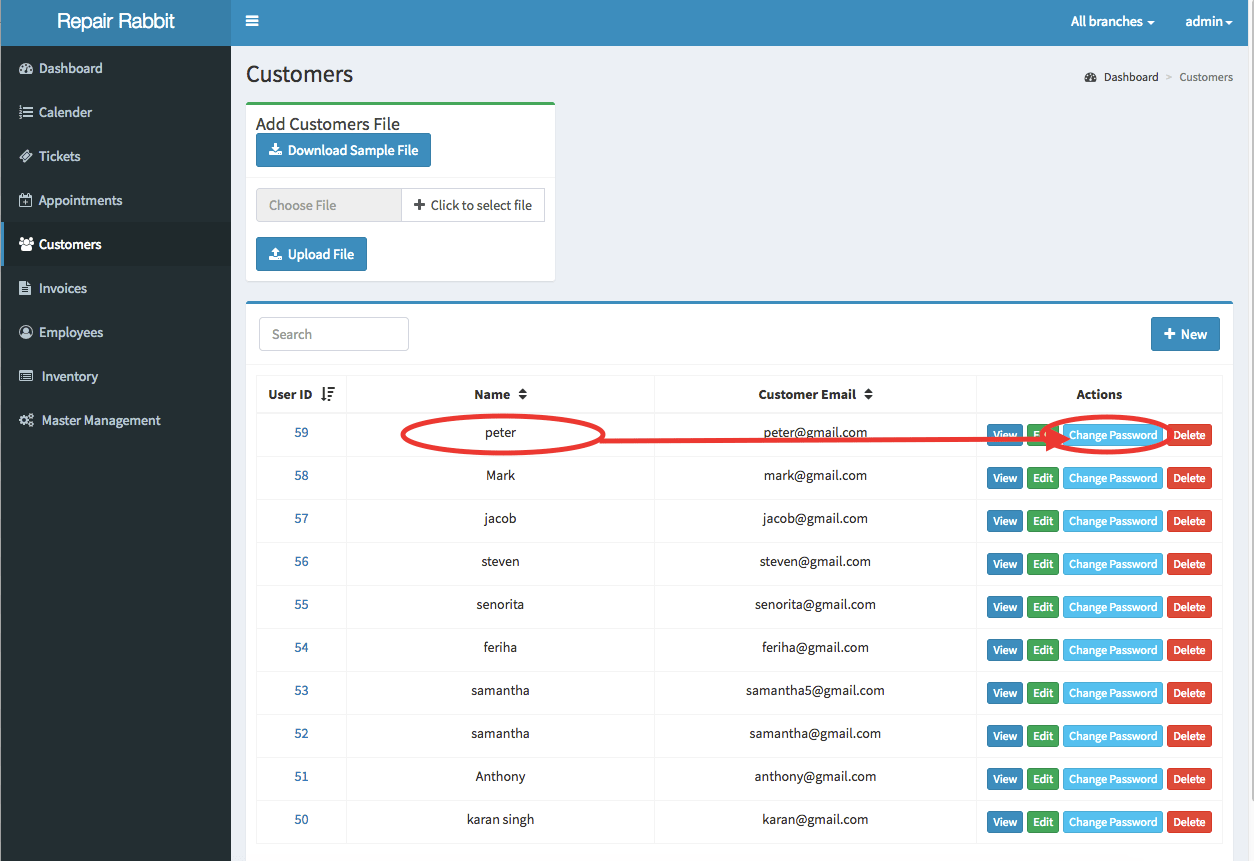 Repair Rabbit
All branches
admin
Dashboard
Calender
Tickets
Appointments
Customers
Invoices
Employees
Inventory
Master Management
Customers
Dashboard > Customers
Add Customers File
Download Sample File
Choose File
+ Click to select file
Upload File
Search
+ New
User ID Name Customer Email Actions
59 peter peter@gmail.com View Change Password Delete
58 Mark mark@gmail.com View Edit Change Password Delete
57 jacob jacob@gmail.com View Edit Change Password Delete
56 steven steven@gmail.com View Edit Change Password Delete
55 senorita senorita@gmail.com View Edit Change Password Delete
54 feriha feriha@gmail.com View Edit Change Password Delete
53 samantha samantha5@gmail.com View Edit Change Password Delete
52 samantha samantha@gmail.com View Edit Change Password Delete
51 Anthony anthony@gmail.com View Edit Change Password Delete
50 karan singh karan@gmail.com View Edit Change Password Delete